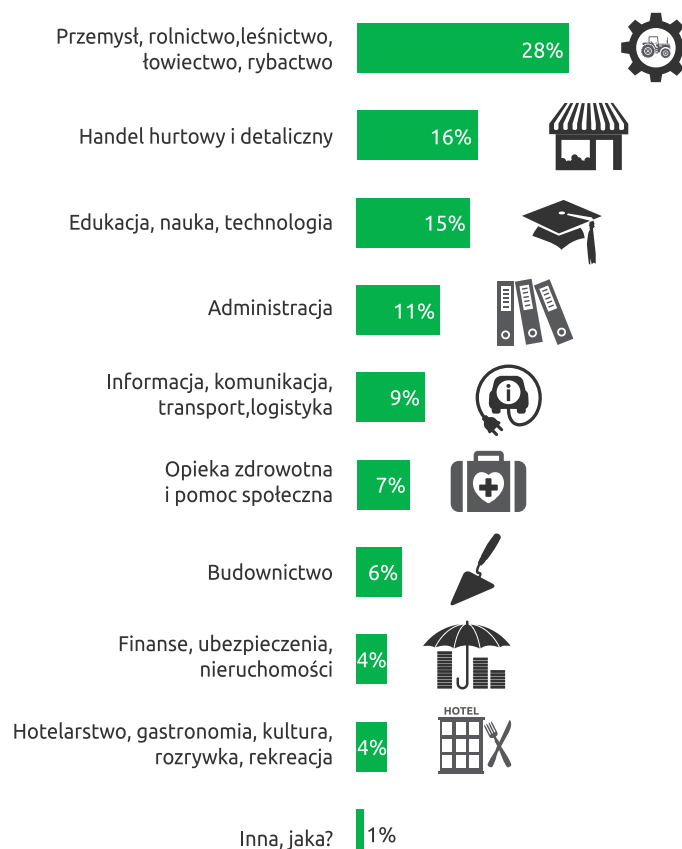 Przemysł, rolnictwo,leśnictwo,
łowiectwo, rybactwo
28%
Handel hurtowy i detaliczny
16%
Edukacja, nauka, technologia
15%
Administracja
11%
Informacja, komunikacja,
transport,logistyka
9%
i
Opieka zdrowotna
i pomoc społeczna
7%
Budownictwo
6%
Finanse, ubezpieczenia,
nieruchomości
4%
Hotelarstwo, gastronomia, kultura,
rozrywka, rekreacja
4%
HOTEL
Inna, jaka?
1%